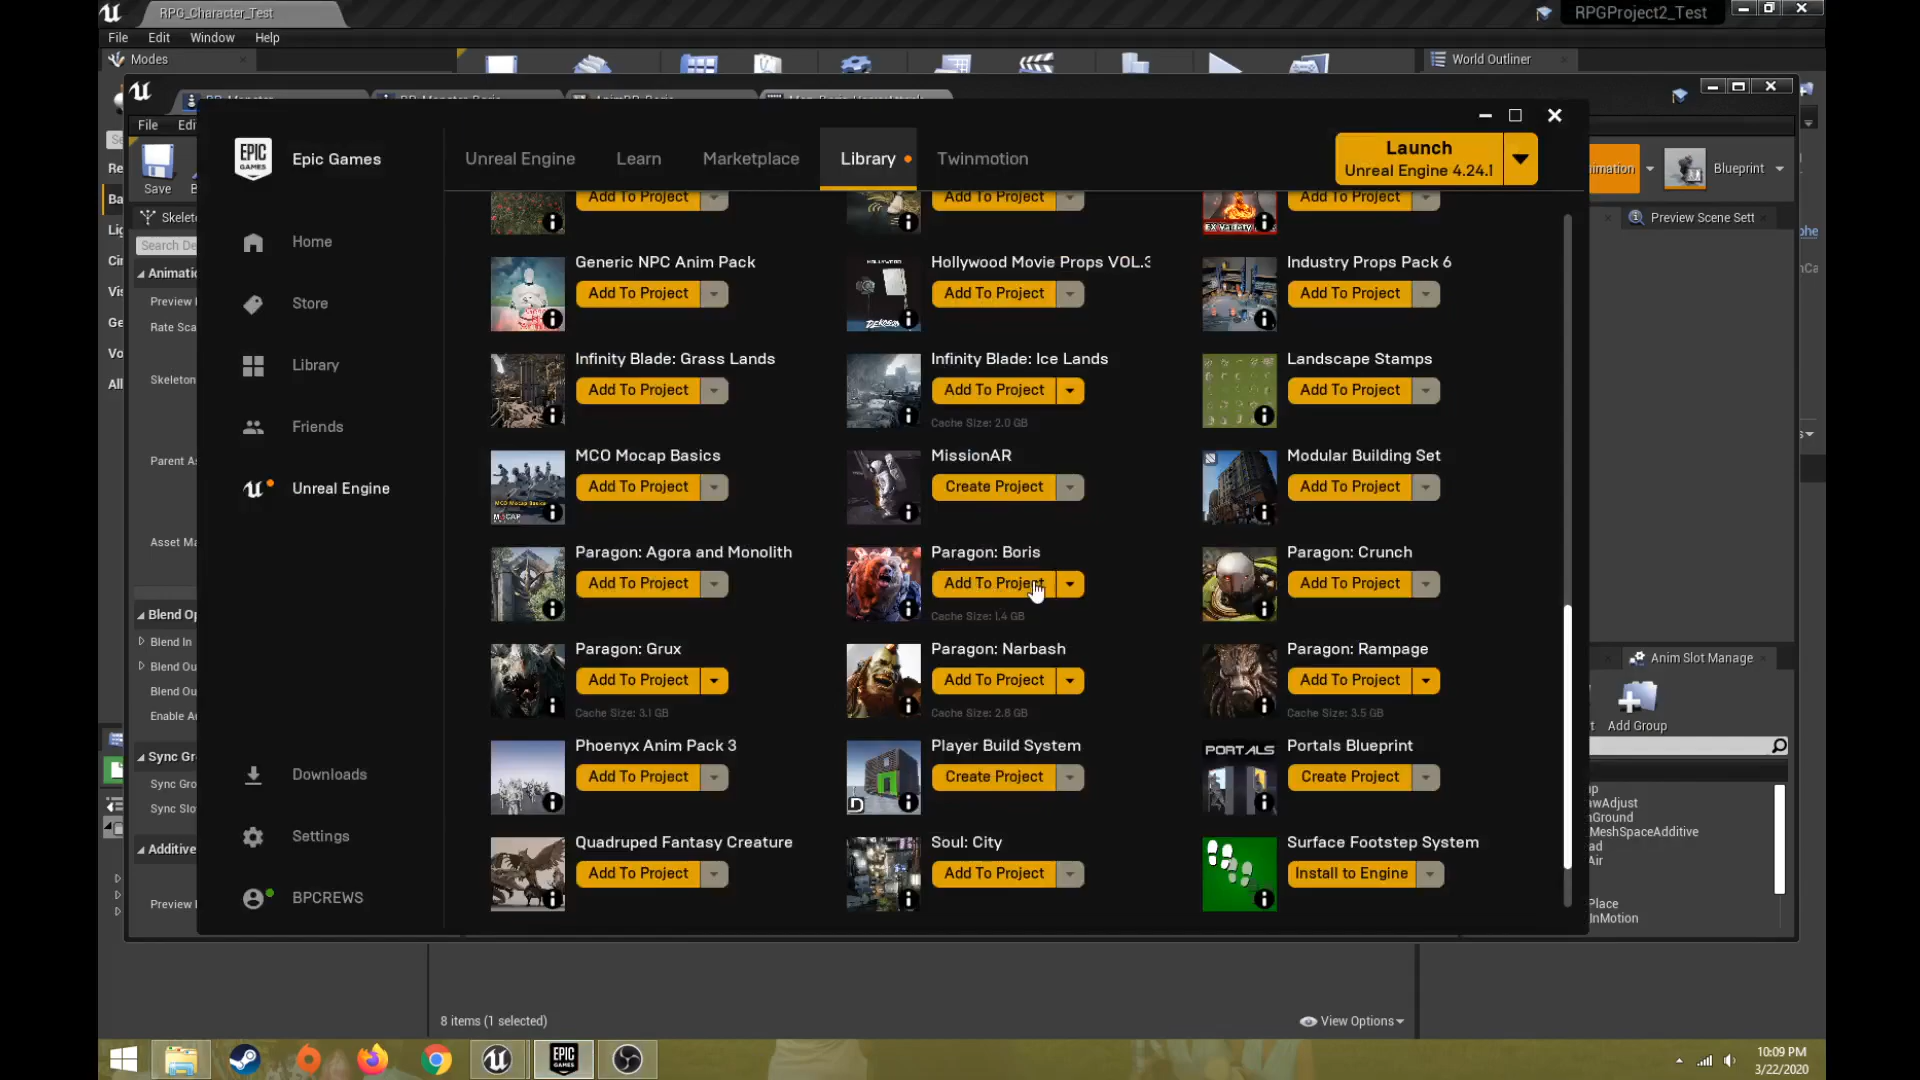 RPG_Character_Test
RPGProject2_Test
File Edit Window Help
Modes
World Outliner
File
Save
Epic Games
Unreal Engine
Learn
Marketplace
Library
Twinmotion
Launch
Unreal Engine 4.24.1
Blueprint
Preview Scene Sett
Home
Store
Library
Friends
Unreal Engine
Downloads
Settings
BPCREWS
Add To Project
Add To Project
Add To Project
Generic NPC Anim Pack
Add To Project
Hollywood Movie Props VOL.3
Add To Project
Industry Props Pack 6
Add To Project
Infinity Blade: Grass Lands
Add To Project
Infinity Blade: Ice Lands
Add To Project
Cache Size: 2.0 GB
Landscape Stamps
Add To Project
MCO Mocap Basics
Add To Project
MissionAR
Create Project
Modular Building Set
Add To Project
Paragon: Agora and Monolith
Add To Project
Paragon: Boris
Add To Project
Cache Size: 1.4 GB
Paragon: Crunch
Add To Project
Paragon: Grux
Add To Project
Cache Size: 3.1 GB
Paragon: Narbash
Add To Project
Cache Size: 2.8 GB
Paragon: Rampage
Add To Project
Cache Size: 3.5 GB
Phoenyx Anim Pack 3
Add To Project
Player Build System
Create Project
PORTALS
Portals Blueprint
Create Project
Quadruped Fantasy Creature
Add To Project
Soul: City
Add To Project
Surface Footstep System
Install to Engine
Anim Slot Manage
Add Group
MeshSpaceAdditive
8 items (1 selected)
View Options
10:09 PM
3/22/2020